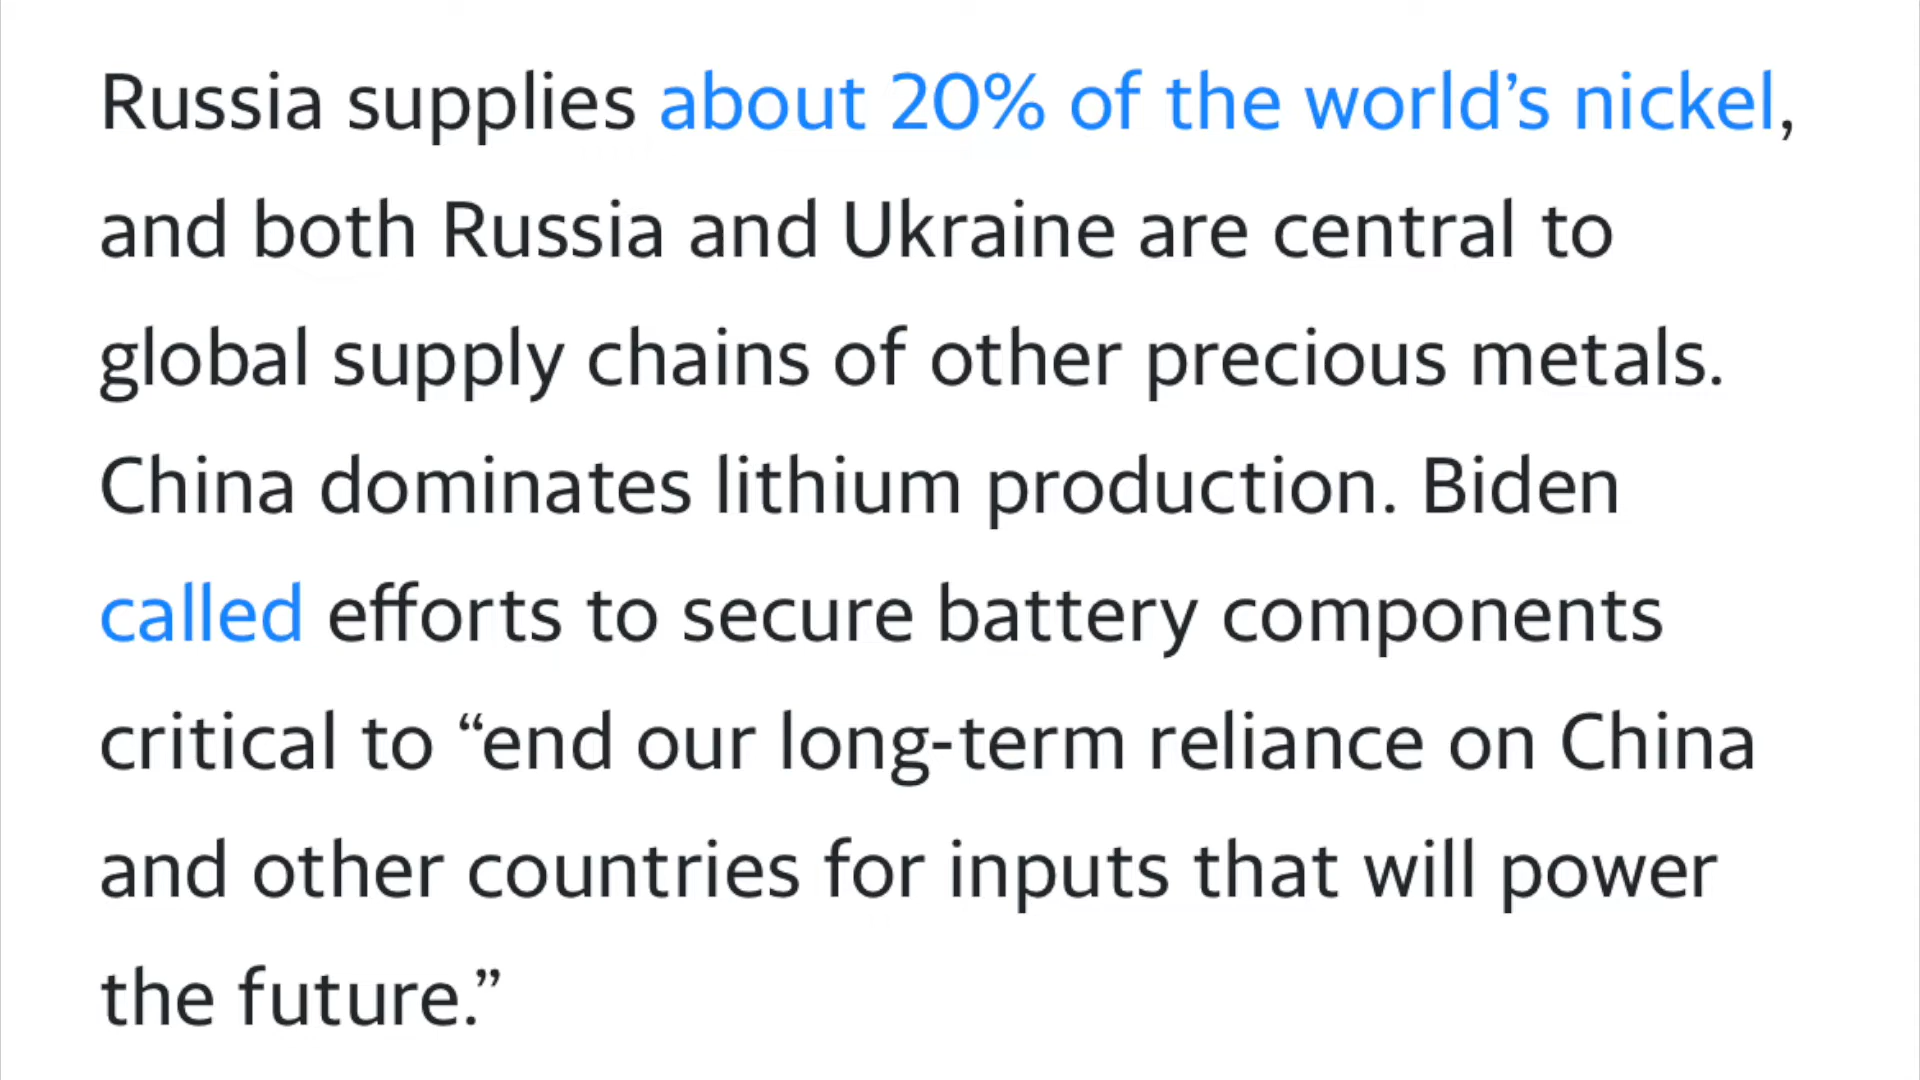 Russia supplies about 20% of the world’s nickel,
and both Russia and Ukraine are central to
global supply chains of other precious metals.
China dominates lithium production. Biden
called efforts to secure battery components
critical to “end our long-term reliance on China
and other countries for inputs that will power
the future.”